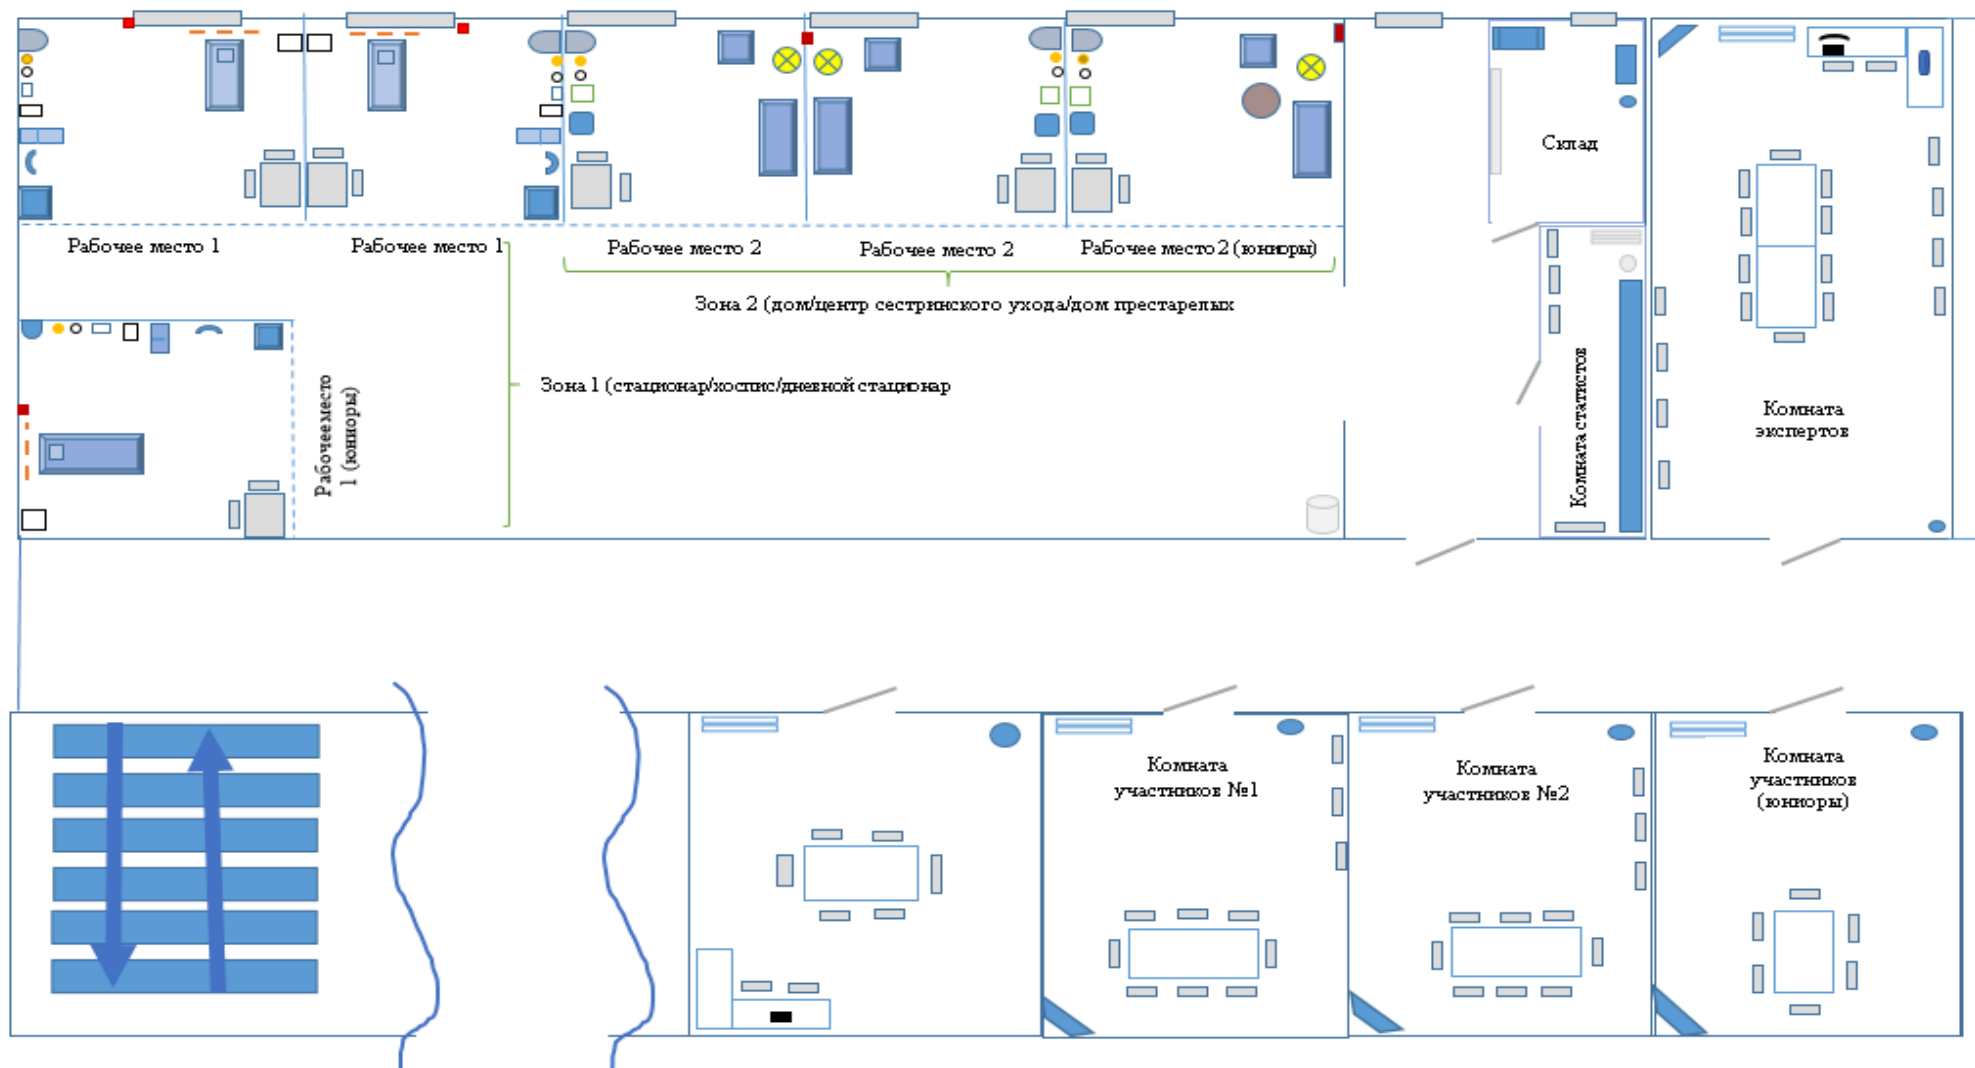 Склад
Рабочее место 1
Рабочее место 1
Рабочее место 2
Рабочее место 2
Рабочее место 2 (юниоры)
Зона 2 (дом/центр сестринского ухода/дом престарелых
Зона 1 (стационар/хоспис/дневной стационар
Рабочее место
1 (юниоры)
Комната статистов
Комната
экспертов
Комната
участников №1
Комната
участников №2
Комната
участников
(юниоры)